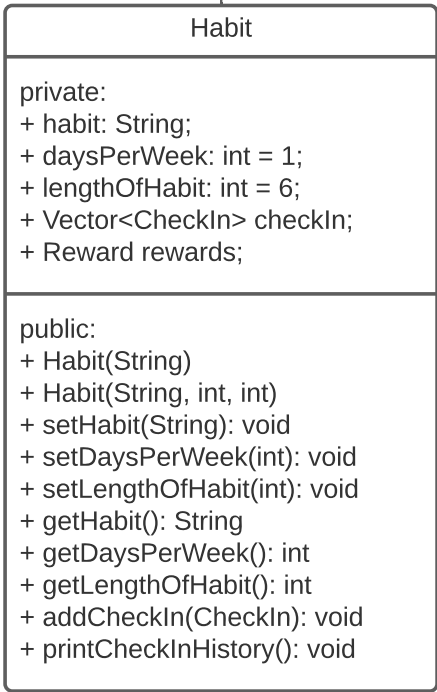 Habit
private:
+ habit: String;
+ daysPerWeek: int = 1;
+ lengthOfHabit: int = 6;
+ Vector<CheckIn> checkIn;
+ Reward rewards;
public:
+ Habit(String)
+ Habit(String, int, int)
+ setHabit(String): void
+ setDaysPerWeek(int): void
+ setLengthOfHabit(int): void
+ getHabit(): String
+ getDaysPerWeek(): int
+ getLengthOfHabit(): int
+ addCheckIn(CheckIn): void
+ printCheckInHistory(): void